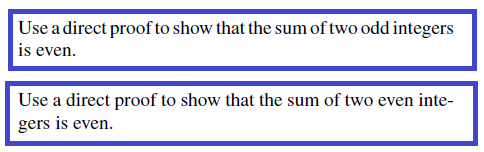 Use a direct proof to show that the sum of two odd integers
is even.
Use a direct proof to show that the sum of two even inte-
gers is even.